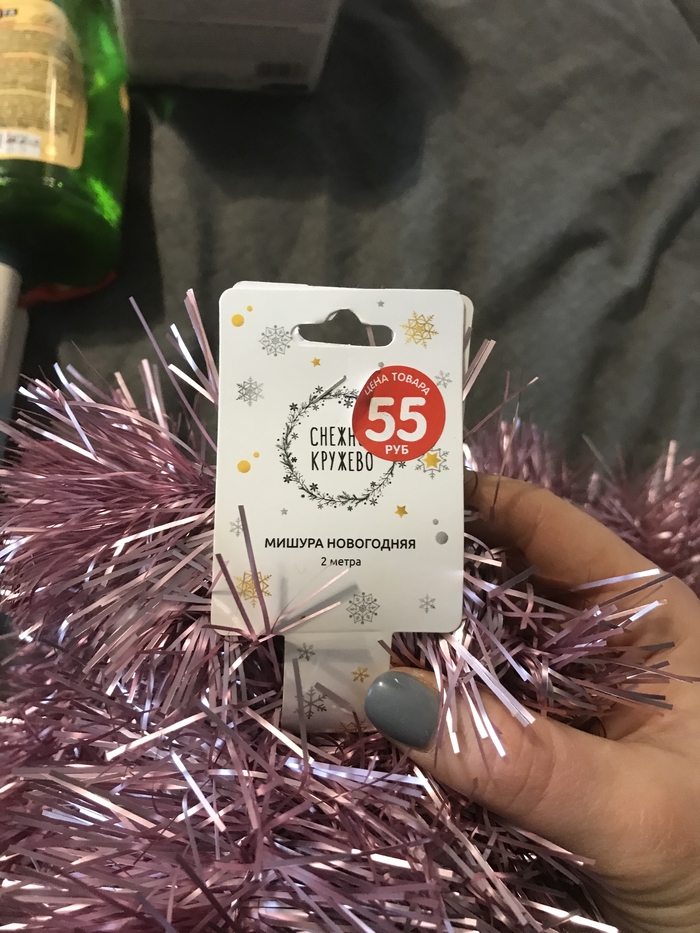 ЦЕНА ТОВАРА
55
РУБ
КРУЖЕВО
МИШУРА НОВОГОДНЯЯ
2 метра